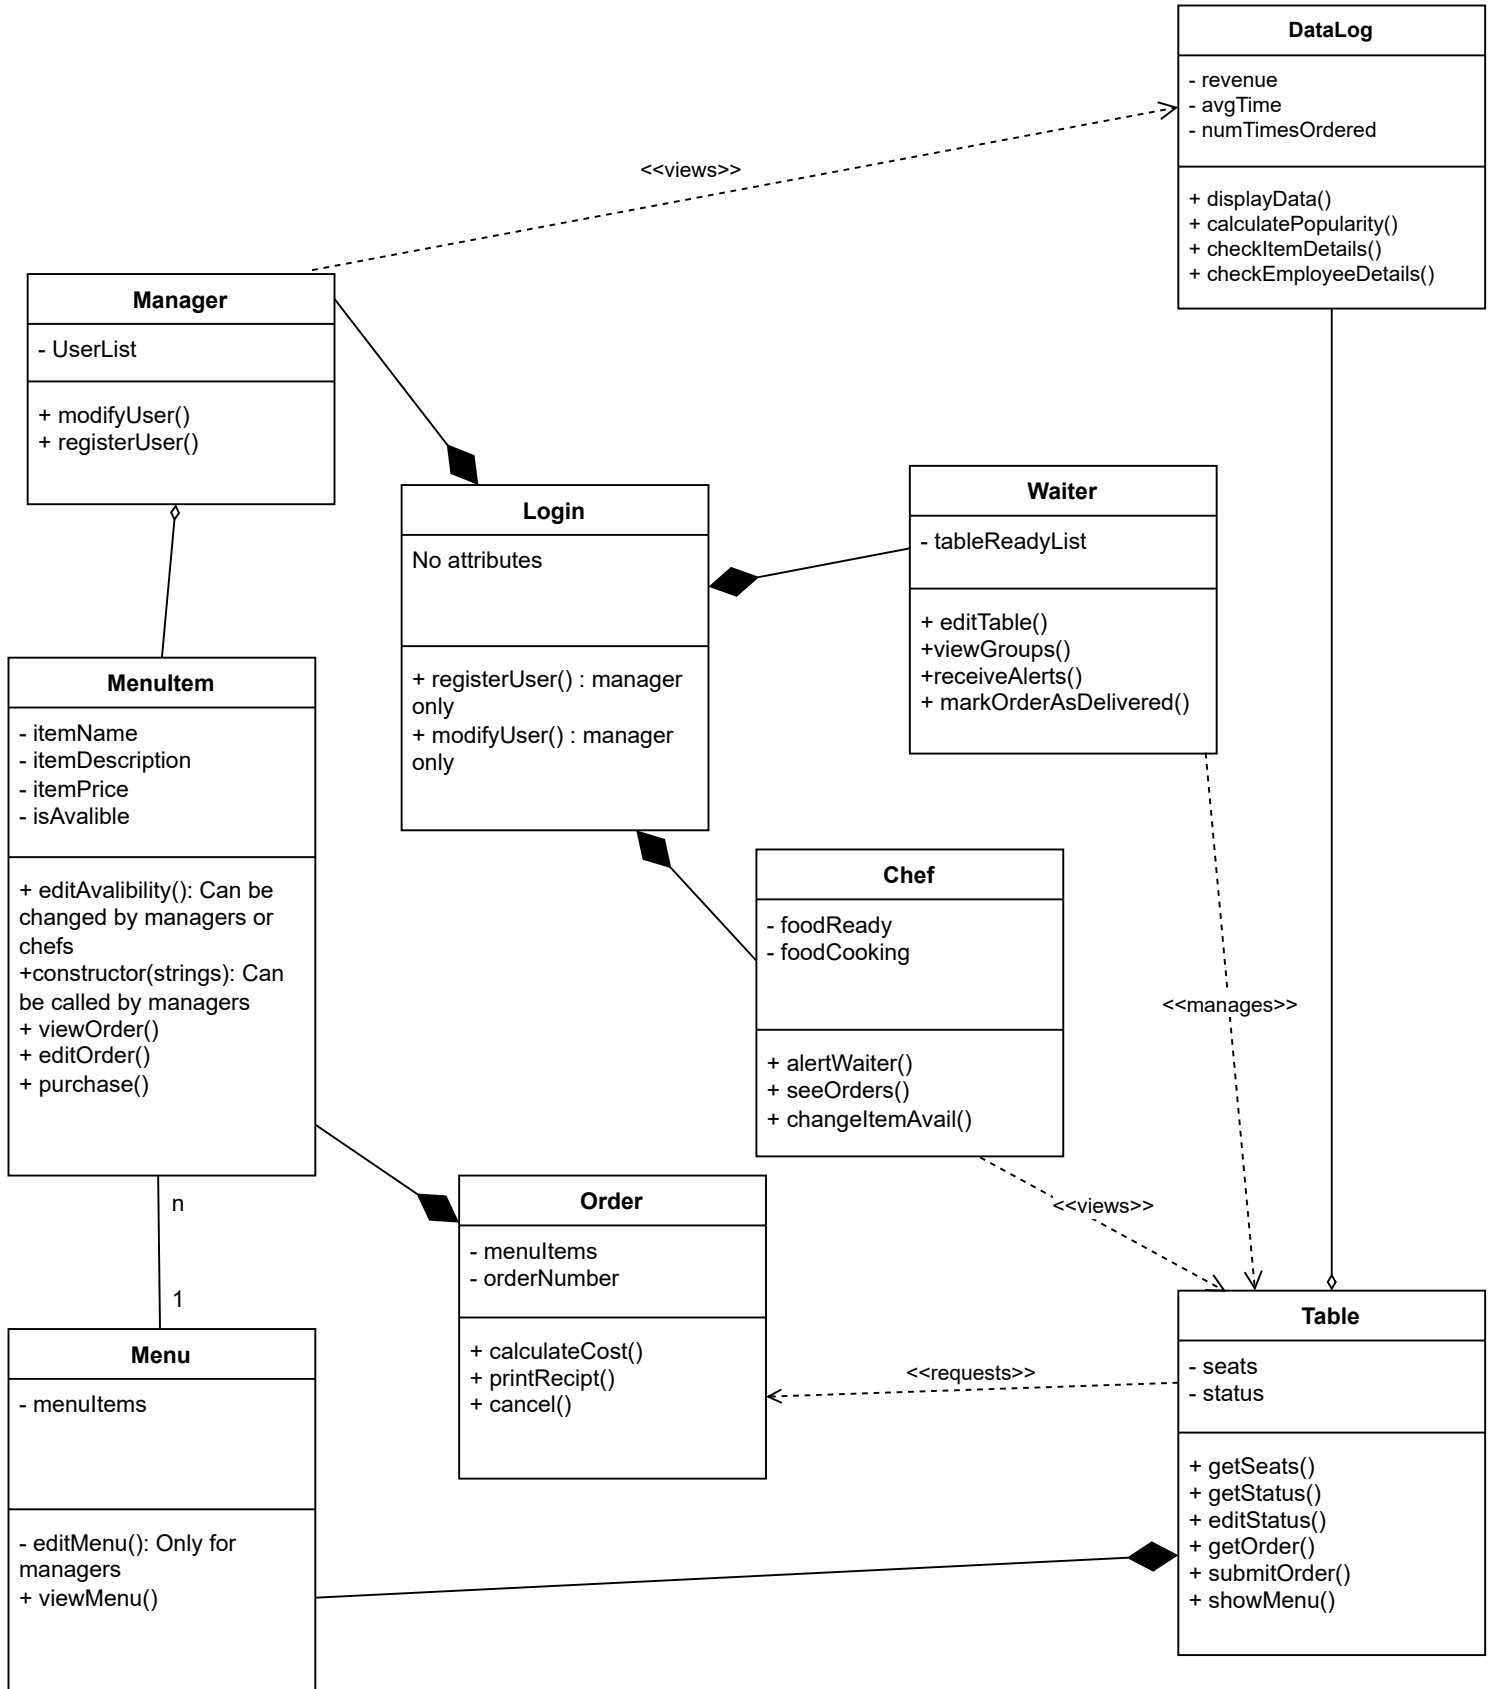 DataLog
- revenue
- avgTime
- numTimesOrdered
+ displayData()
+ calculatePopularity()
+ checkItemDetails()
+ checkEmployeeDetails()
<<views>>
Manager
- UserList
+ modifyUser()
+ registerUser()
Login
No attributes
+ registerUser() : manager
only
+ modifyUser() : manager
only
Waiter
- tableReadyList
+ editTable()
+viewGroups()
+receiveAlerts()
+ markOrderAsDelivered()
MenuItem
- itemName
- itemDescription
- itemPrice
- isAvalible
+ editAvalibility(): Can be
changed by managers or
chefs
+constructor(strings): Can
be called by managers
+ viewOrder()
+ editOrder()
+ purchase()
Chef
- foodReady
- foodCooking
+ alertWaiter()
+ seeOrders()
+ changeItemAvail()
<<manages>>
<<views>>
n
1
Order
- menuItems
- orderNumber
+ calculateCost()
+ printRecipt()
+ cancel()
<<requests>>
Table
- seats
- status
+ getSeats()
+ getStatus()
+ editStatus()
+ getOrder()
+ submitOrder()
+ showMenu()
Menu
- menuItems
- editMenu(): Only for
managers
+ viewMenu()